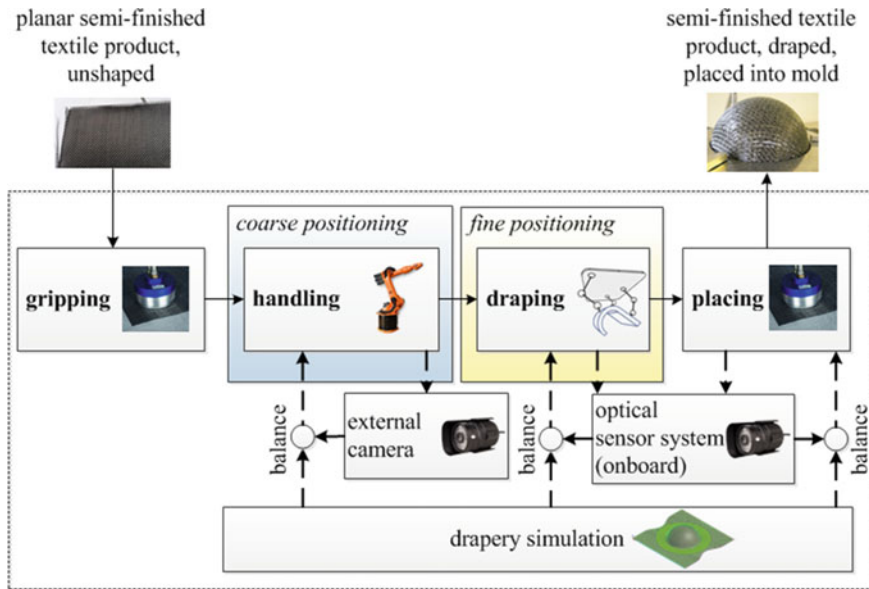 planar semi-finished
textile product,
unshaped
semi-finished textile
product, draped,
placed into mold
coarse positioning
fine positioning
gripping
handling
draping
placing
balance
external
camera
balance
optical
sensor system
(onboard)
balance
drapery simulation